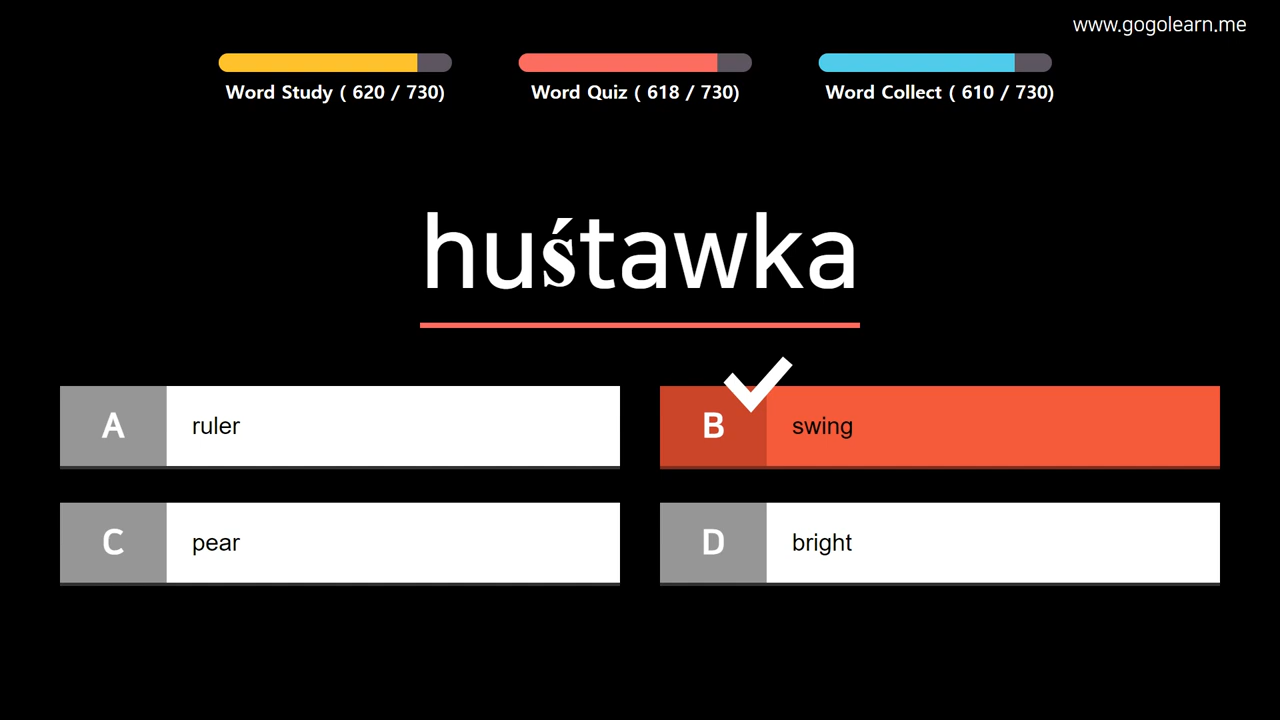 www.gogolearn.me
Word Study ( 620 / 730)
Word Quiz ( 618 / 730)
Word Collect ( 610 / 730)
huśtawka
A ruler
B swing
C pear
D bright